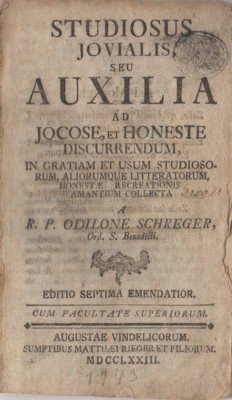 STUDIOSUS
JOVIALIS,
SEU
AUXILIA
AD
JOCOSE, ET HONESTE
DISCURRENDUM,
IN GRATIAM ET USUM STUDIOSO-
RUM, ALIORUMQUE LITTERATORUM,
HONESTÆ RECREATIONIS
AMANTIUM COLLECTA
A
R. P. ODILONE SCHREGER,
Ord. S. Benedicti.
EDITIO SEPTIMA EMENDATIOR.
CUM FACULTATE SUPERIORUM.
AUGUSTAE VINDELICORUM.
SUMPTIBUS MATTHÆI RIEGER ET FILIORUM.
MDCCLXXIII.
1773